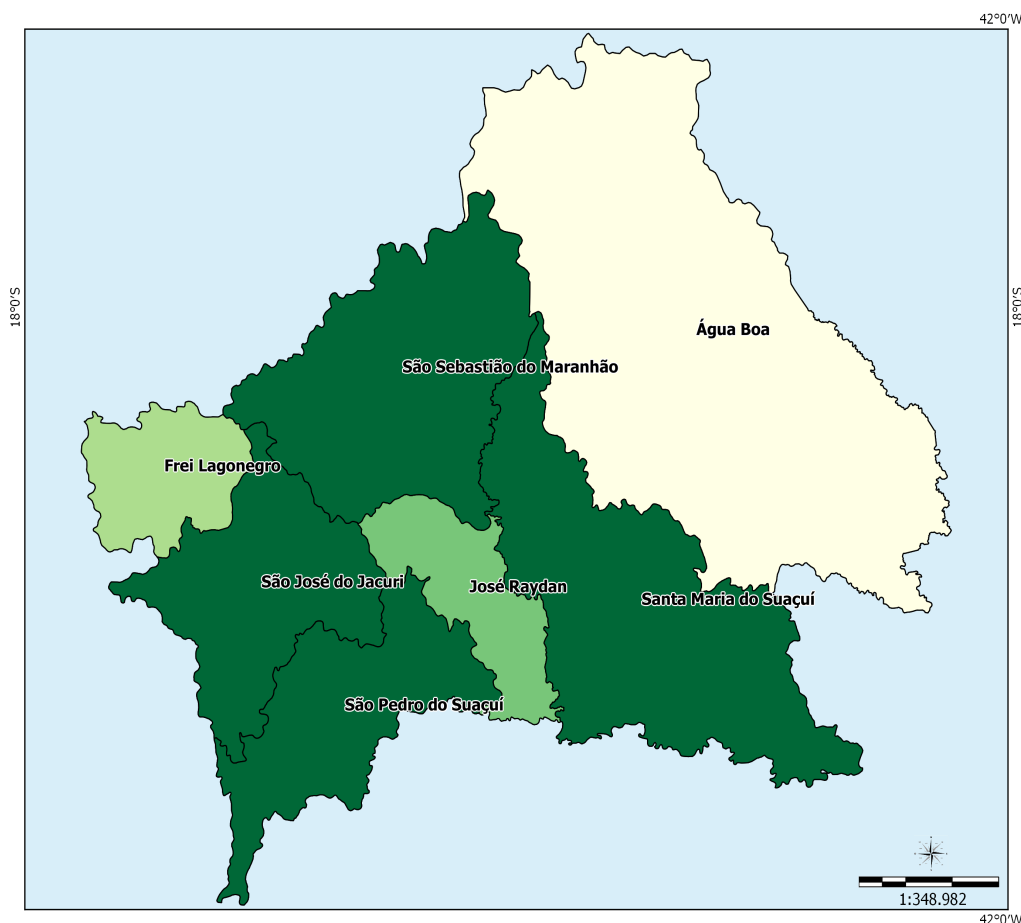 42°0'W
18°0'S
18°0'S
Água Boa
São Sebastião do Maranhão
Frei Lagonegro
São José do Jacuri
José Raydan
Santa Maria do Suaçuí
São Pedro do Suaçuí
1:348.982
42°0'W